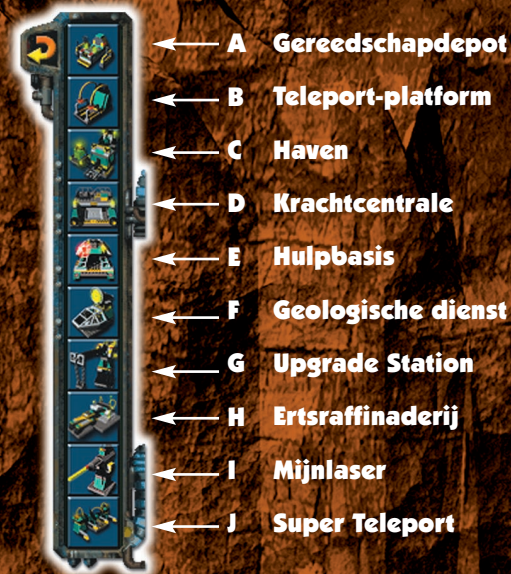 A Gereedschapdepot
B Teleport-platform
C Haven
D Krachtcentrale
E Hulpbasis
F Geologische dienst
G Upgrade Station
H Ertsraffinaderij
I Mijnlaser
J Super Teleport